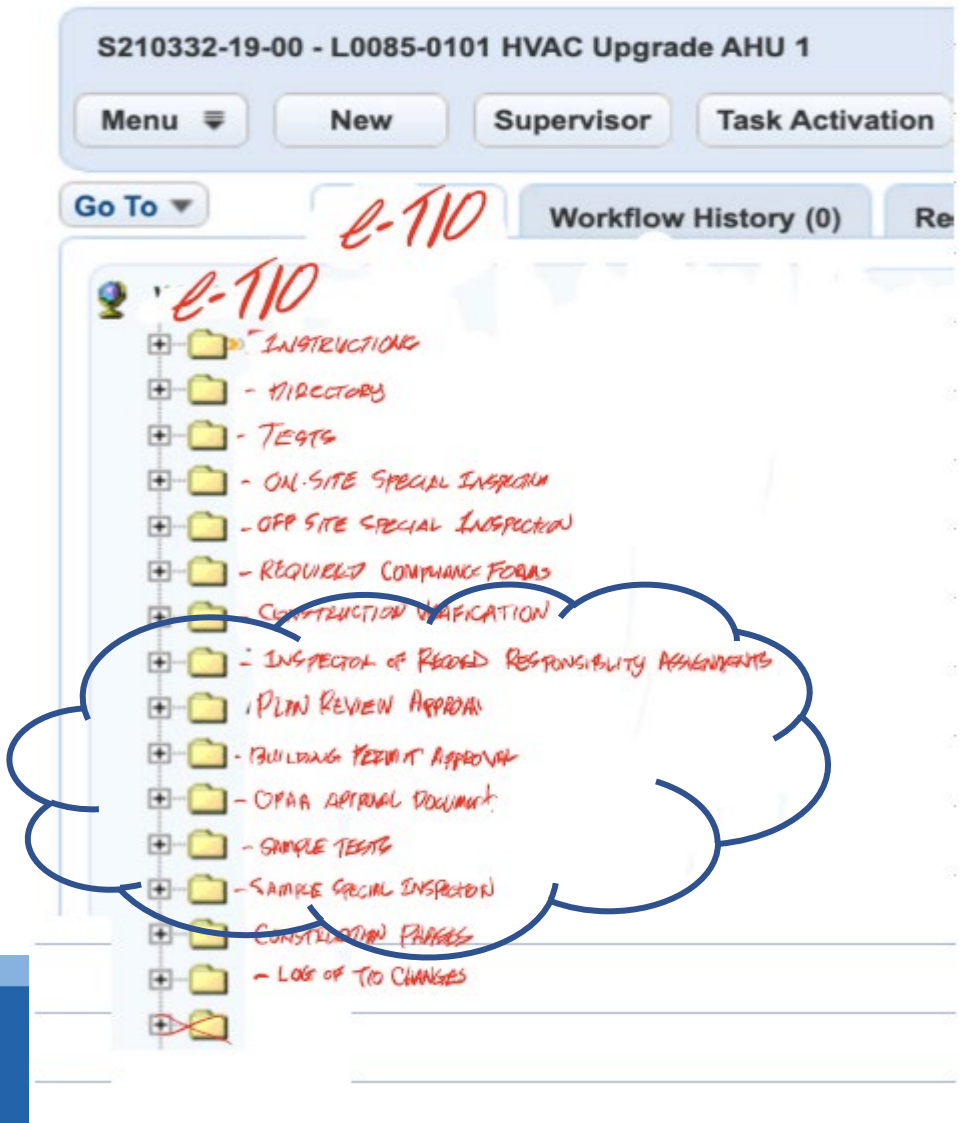 S210332-19-00 - L0085-0101 HVAC Upgrade AHU 1
Menu New Supervisor Task Activation
Go To e-TIO Workflow History (0) Re
e-TIO
INSTRUCTIONS
- DIRECTORY
- TESTS
- ON-SITE SPECIAL INSPECTION
- OFF SITE SPECIAL INSPECTION
- REQUIRED COMPLIANCE FORMS
- CONSTRUCTION VERIFICATION
- INSPECTOR OF RECORD RESPONSIBLITY ASSIGNMENTS
PLAN REVIEW APPROVAL
- BUILDING PERMIT APPROVAL
- OPAA APPROVAL DOCUMENT
- SAMPLE TESTS
- SAMPLE SPECIAL INSPECTION
- CONSTRUCTION PHASES
- LOG OF TIO CHANGES